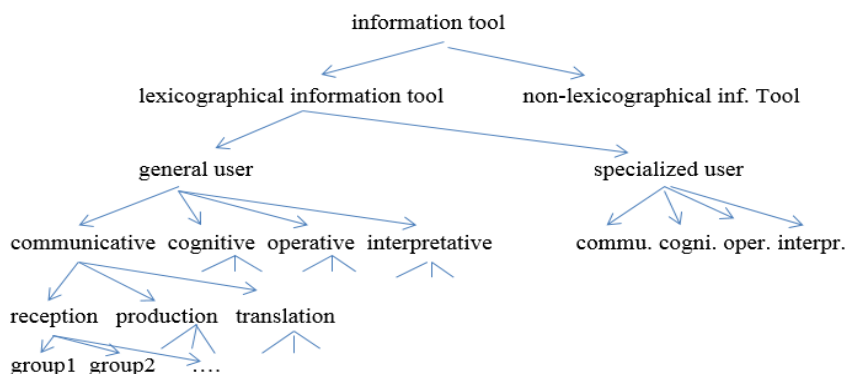 information tool
lexicographical information tool non-lexicographical inf. Tool
general user specialized user
communicative cognitive operative interpretative commu. cogni. oper. interpr.
reception production translation
group1 group2 ....